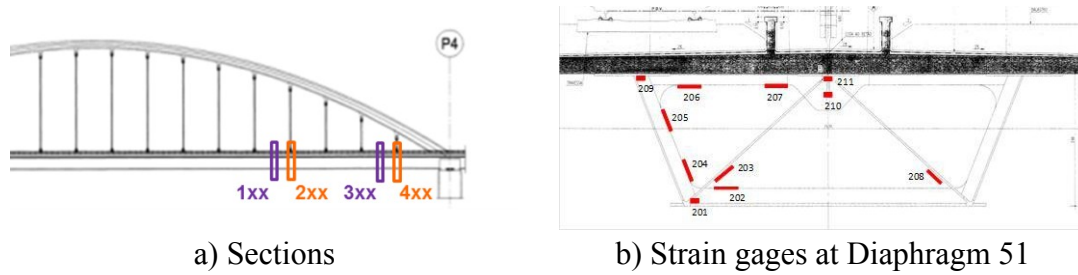 P4
1xx
2xx
3xx
4xx
a) Sections
211
209
206
207
210
205
204
203
208
202
201
b) Strain gages at Diaphragm 51